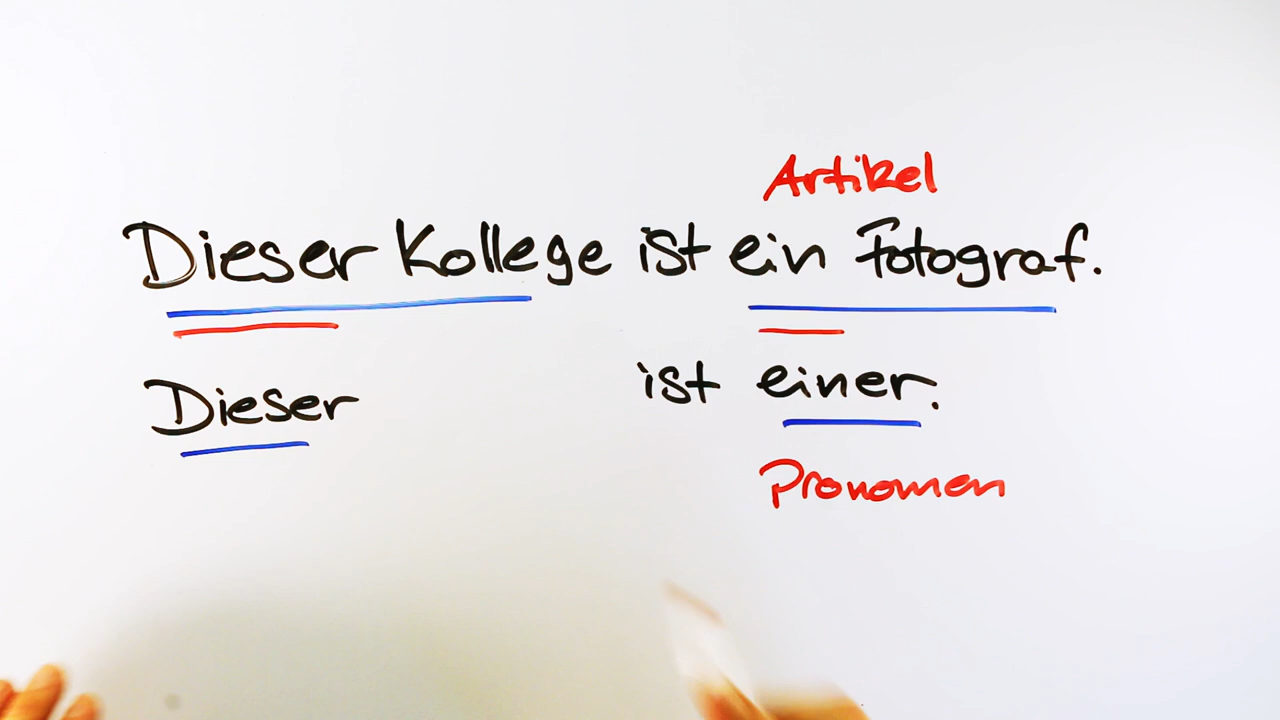 Artikel
Dieser Kollege ist ein Fotograf.
Dieser ist einer.
Pronomen